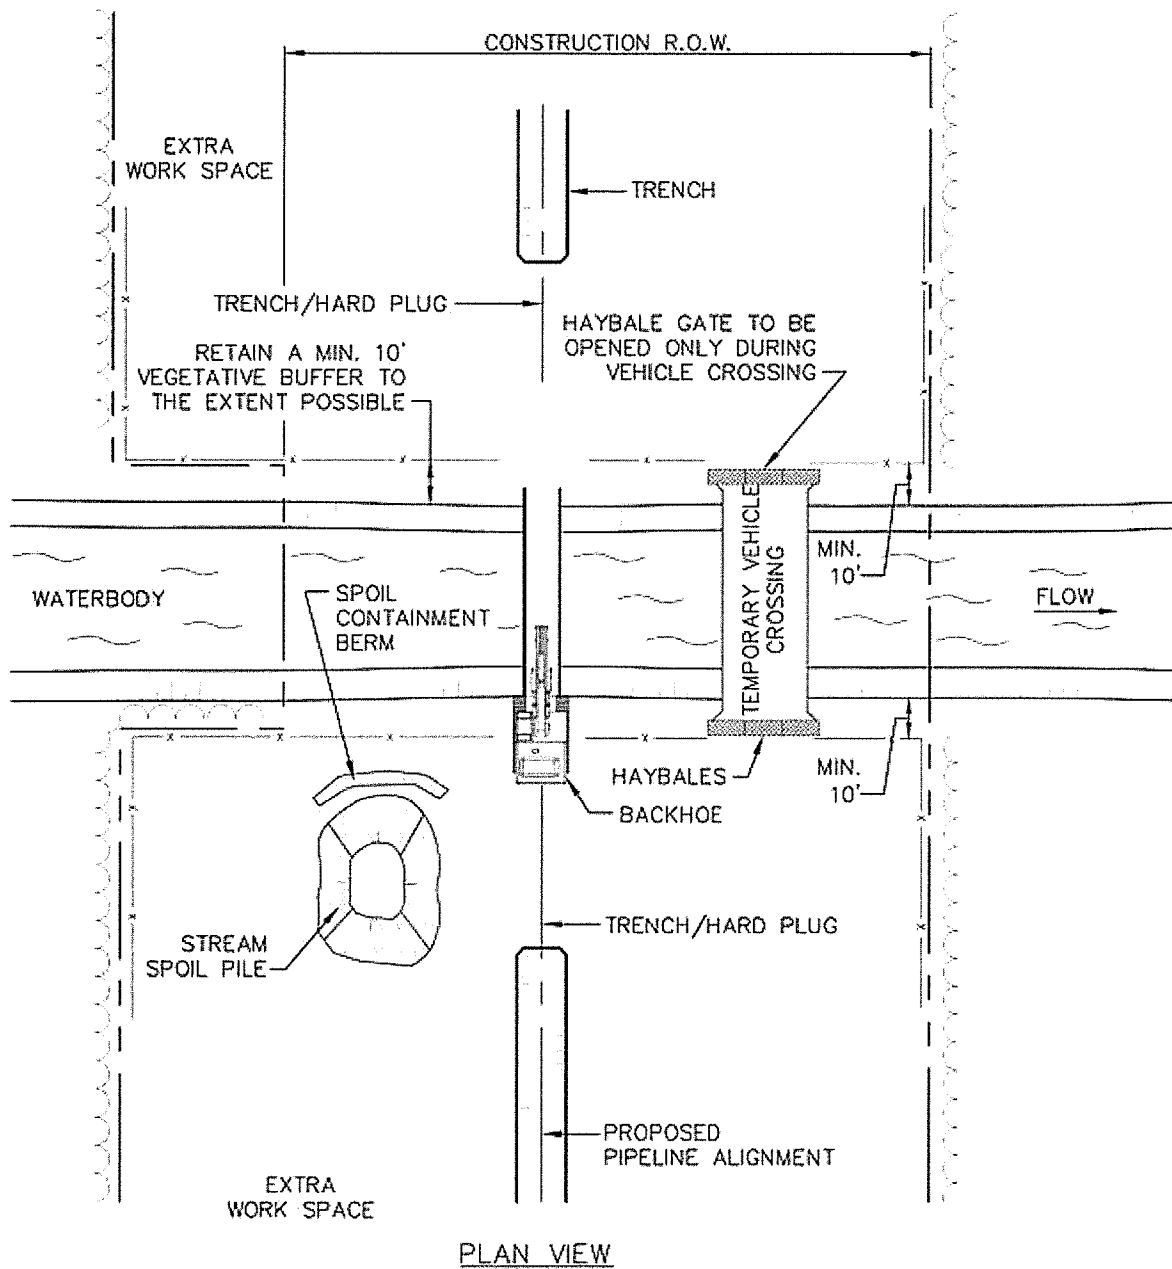 CONSTRUCTION R.O.W.
EXTRA
WORK SPACE
TRENCH
TRENCH/HARD PLUG
HAYBALE GATE TO BE
OPENED ONLY DURING
VEHICLE CROSSING
RETAIN A MIN. 10'
VEGETATIVE BUFFER TO
THE EXTENT POSSIBLE
TEMPORARY VEHICLE
CROSSING
MIN.
10'
WATERBODY
SPOIL
CONTAINMENT
BERM
FLOW
HAYBALES
BACKHOE
MIN.
10'
TRENCH/HARD PLUG
STREAM
SPOIL PILE
PROPOSED
PIPELINE ALIGNMENT
EXTRA
WORK SPACE
PLAN VIEW